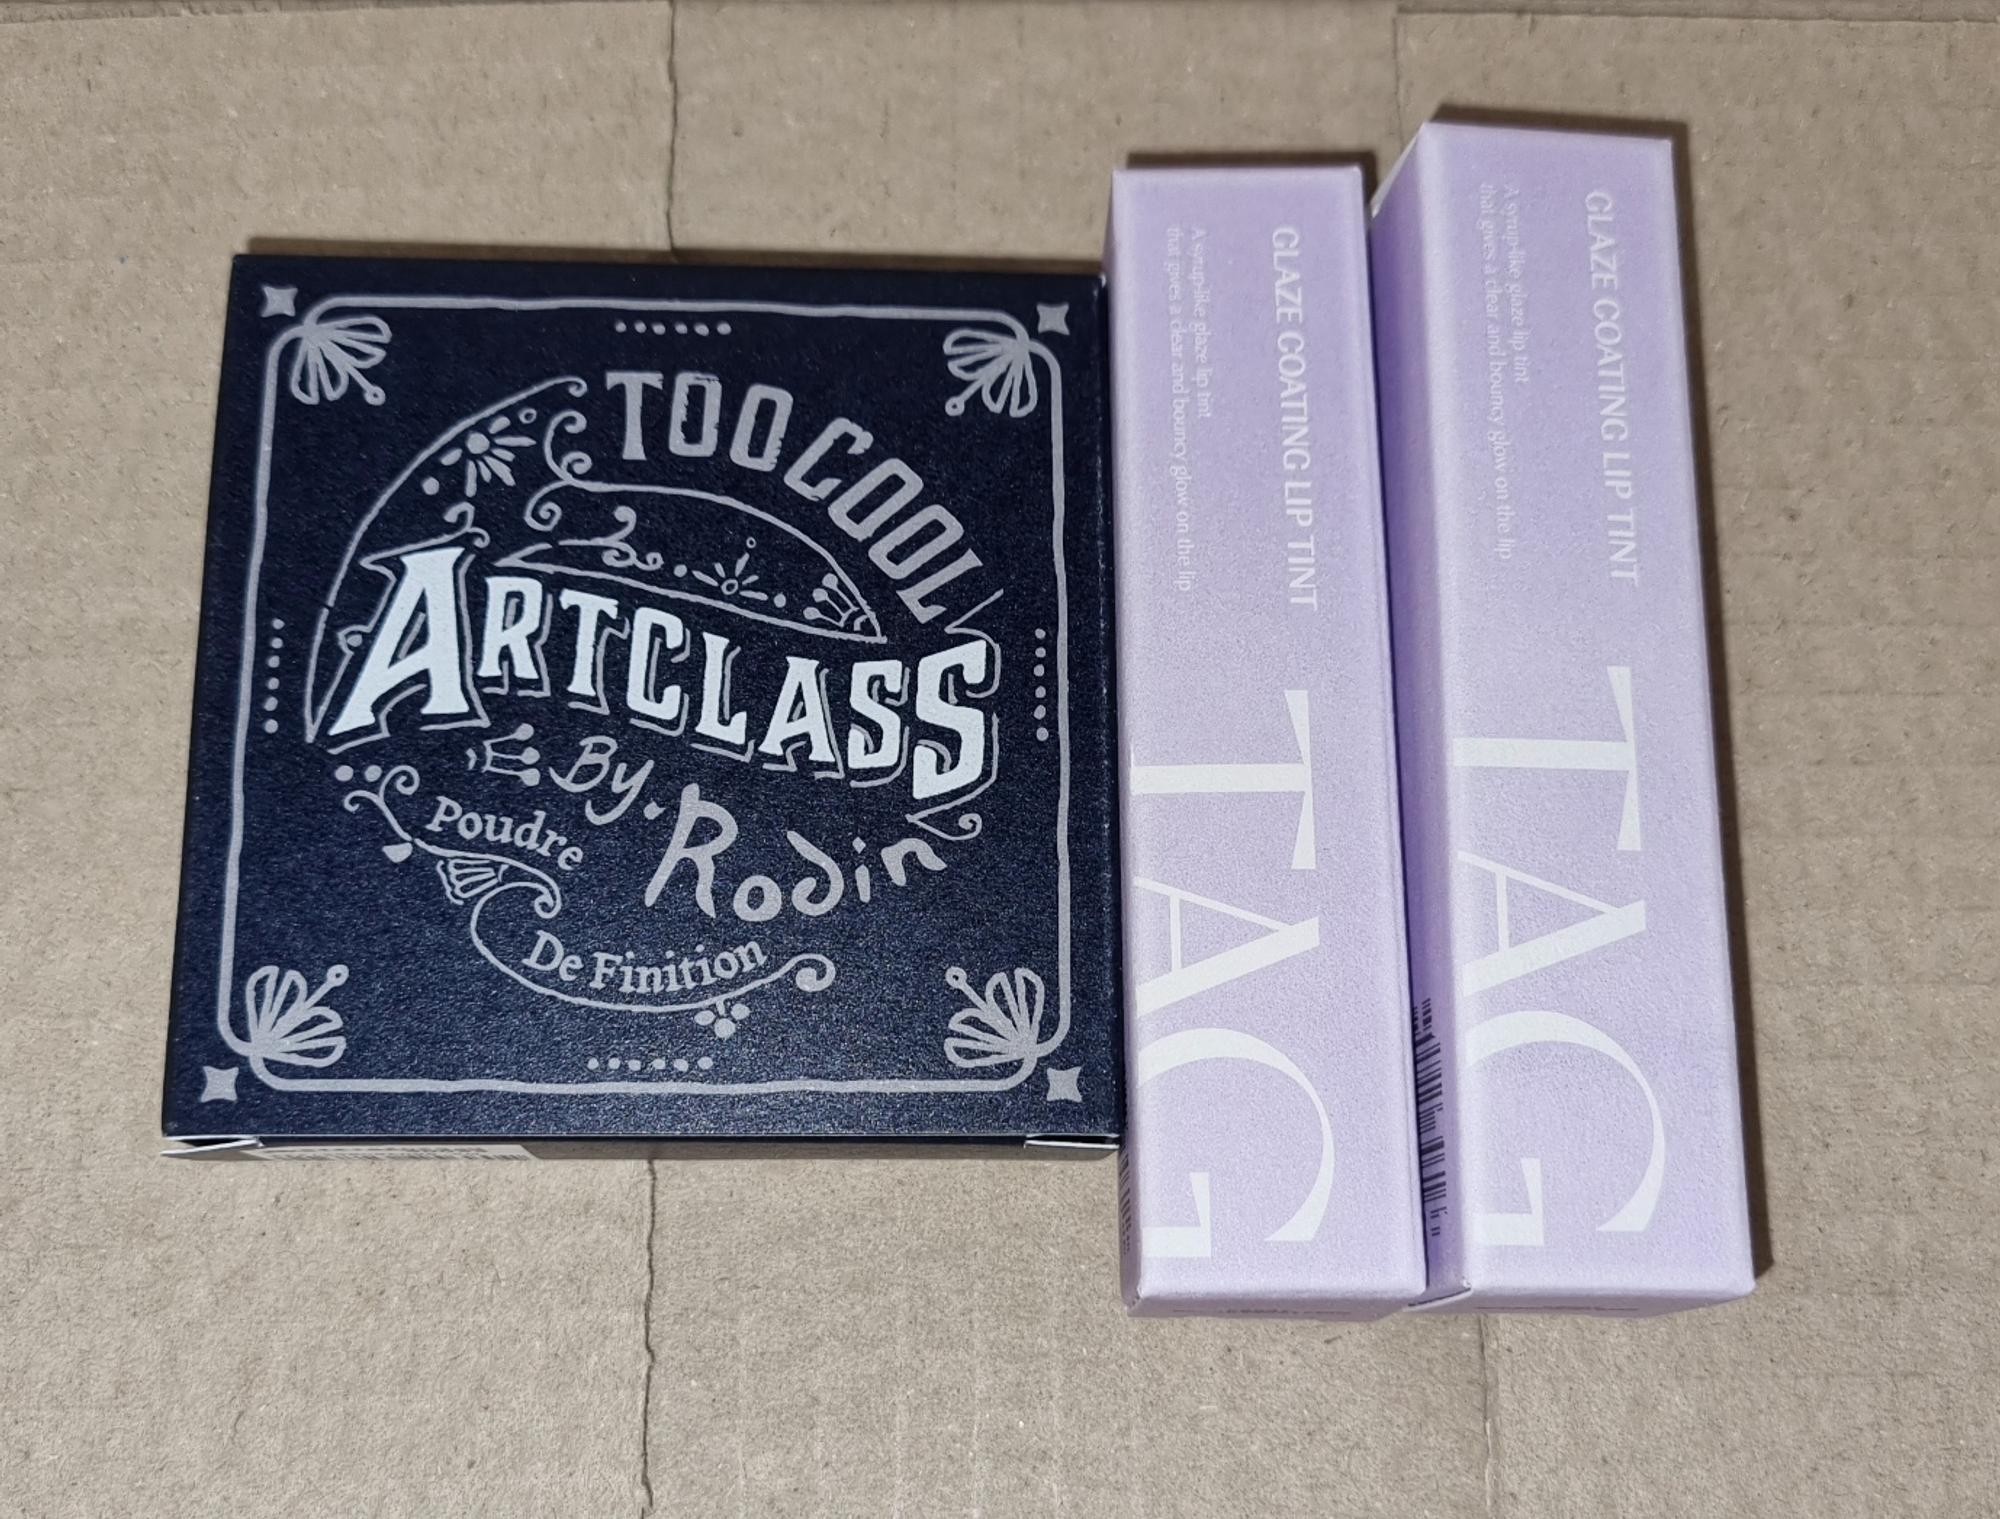 TOO COOL
ARTCLASS
By. Rodin
Poudre
De Finition
GLAZE COATING LIP TINT
A syrup-like glaze lip tint
that gives a clear and bouncy glow on the lip
TAG
GLAZE COATING LIP TINT
A syrup-like glaze lip tint
that gives a clear and bouncy glow on the lip
TAG